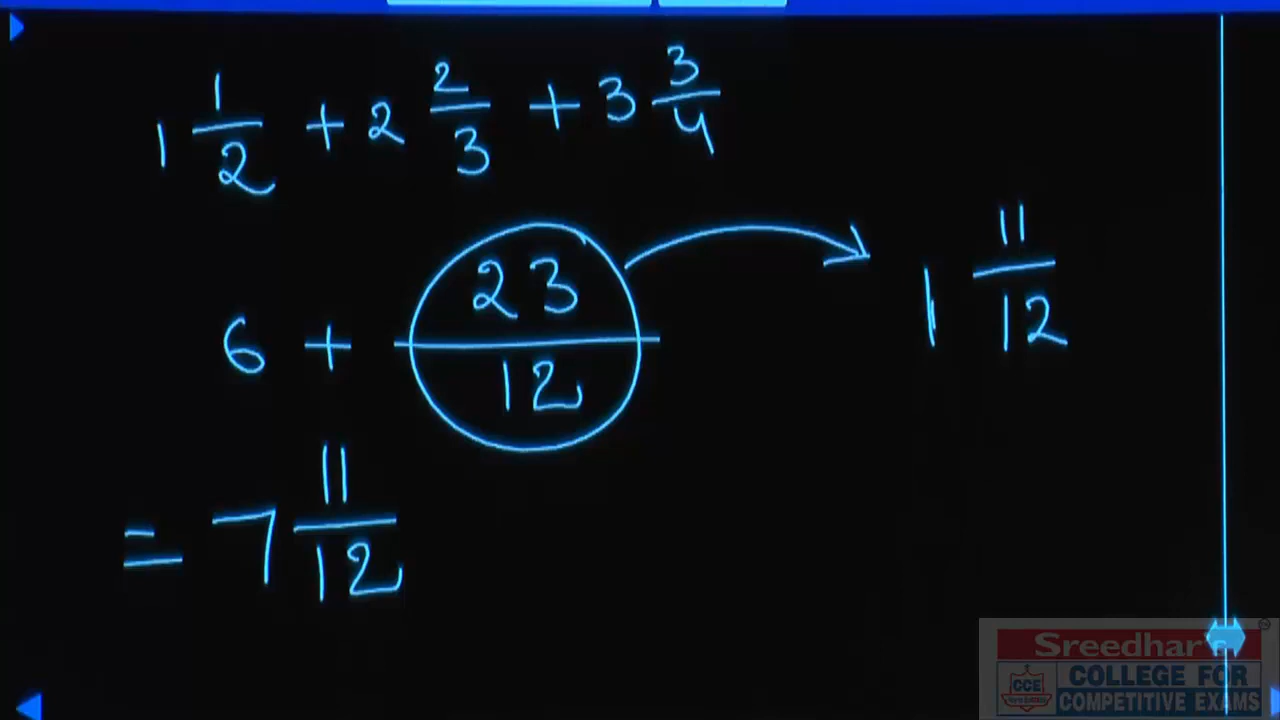 1 1/2 + 2 2/3 + 3 3/4
6 + 23/12
1 11/12
= 7 11/12
Sreedhar's
CCE
COLLEGE FOR
COMPETITIVE EXAMS